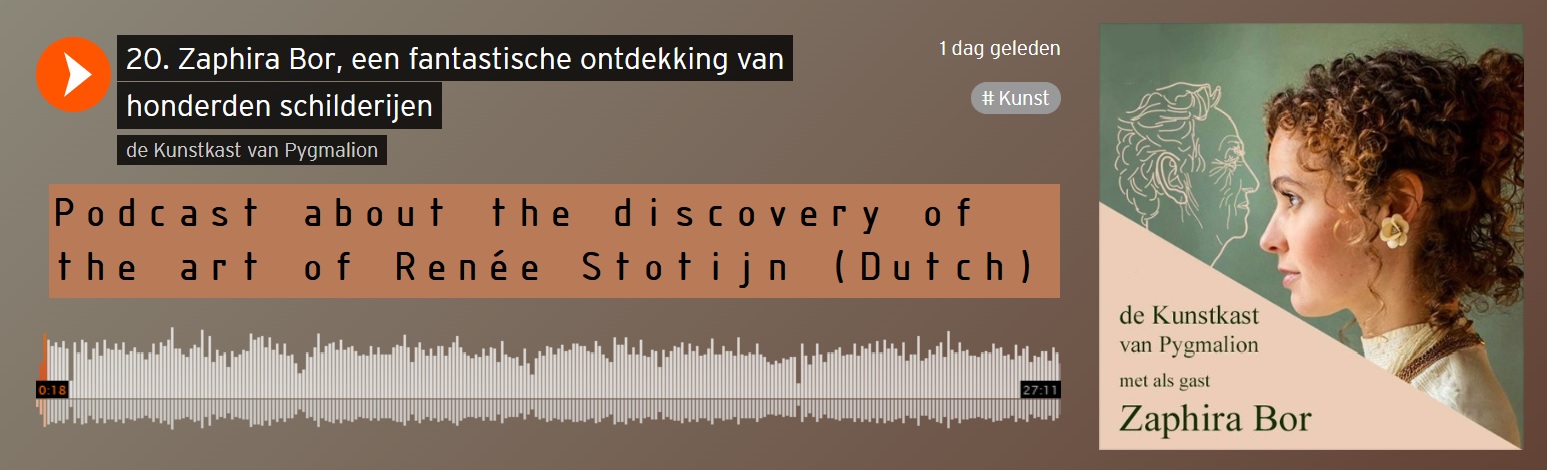 20. Zaphira Bor, een fantastische ontdekking van
honderden schilderijen
de Kunstkast van Pygmalion
1 dag geleden
# Kunst
Podcast about the discovery of
the art of Renée Stotijn (Dutch)
0:18
27:11
de Kunstkast
van Pygmalion
met als gast
Zaphira Bor